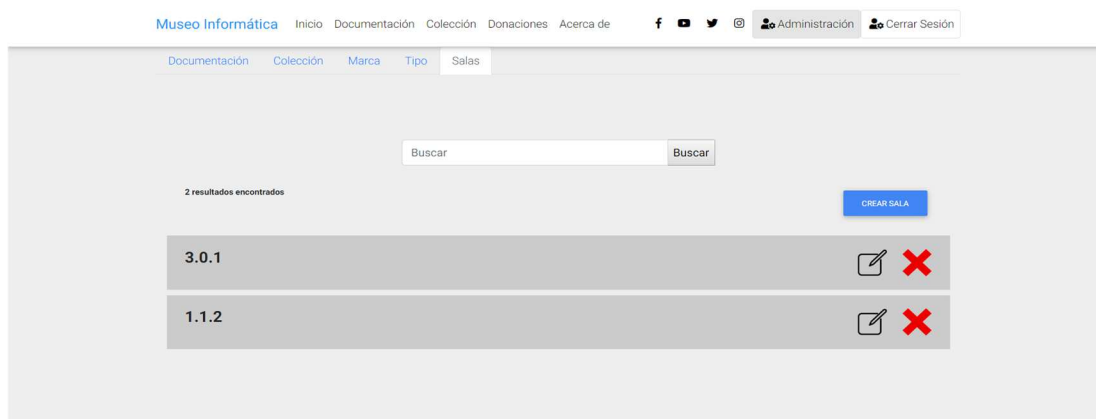 Museo Informática Inicio Documentación Colección Donaciones Acerca de Administración Cerrar Sesión
Documentación Colección Marca Tipo Salas
Buscar Buscar
2 resultados encontrados
CREAR SALA
3.0.1
1.1.2